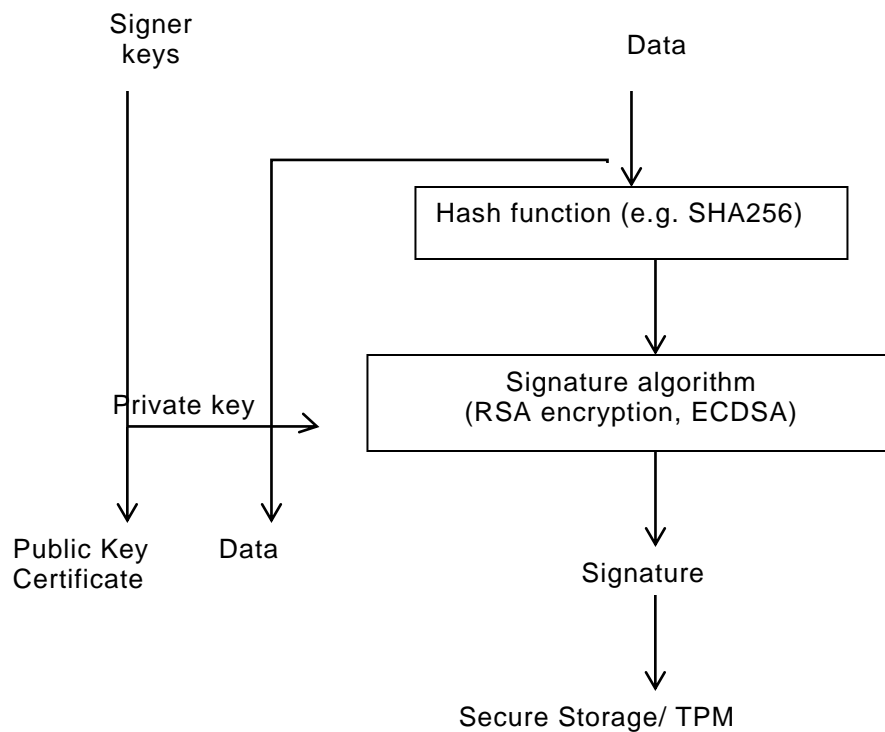 Signer
keys
Data
Hash function (e.g. SHA256)
Signature algorithm
(RSA encryption, ECDSA)
Private key
Public Key
Certificate
Data
Signature
Secure Storage/ TPM